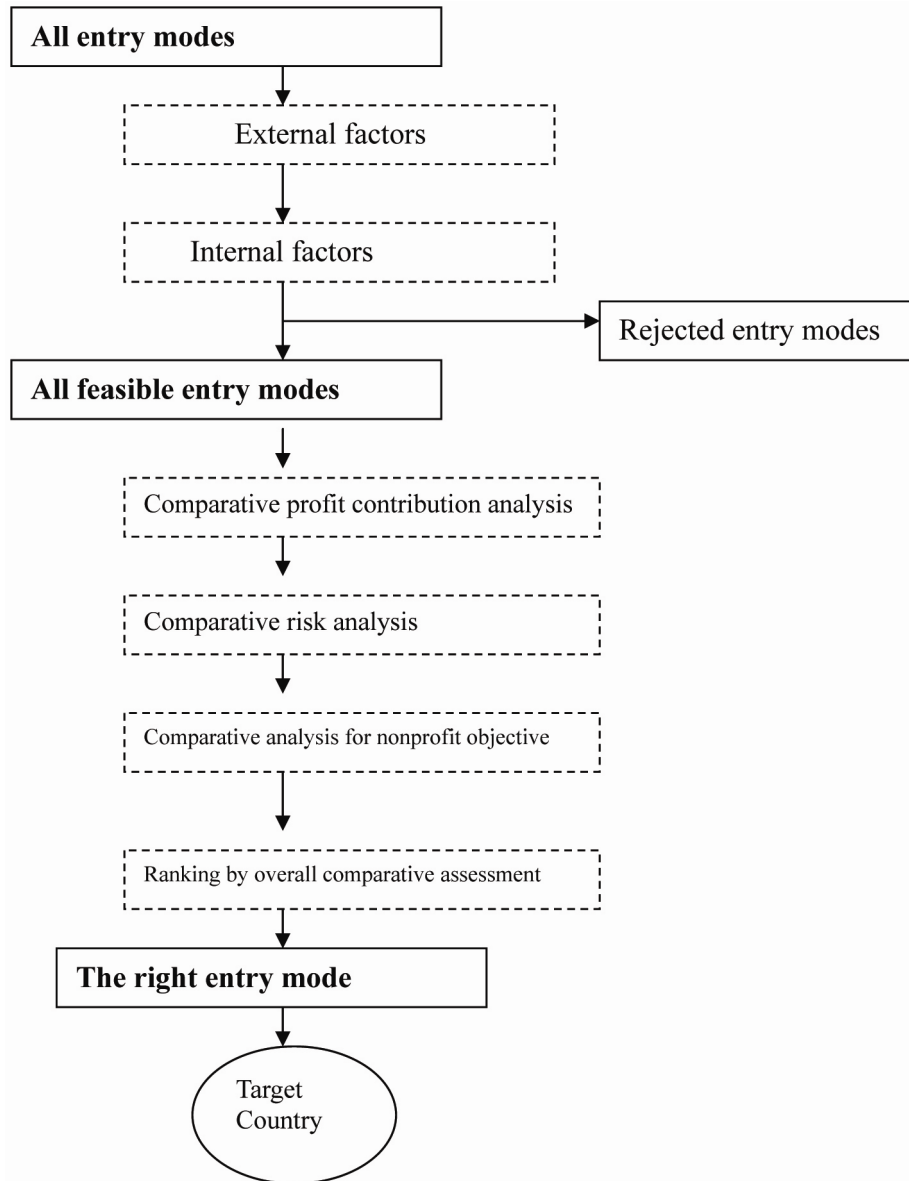 All entry modes
External factors
Internal factors
Rejected entry modes
All feasible entry modes
Comparative profit contribution analysis
Comparative risk analysis
Comparative analysis for nonprofit objective
Ranking by overall comparative assessment
The right entry mode
Target
Country